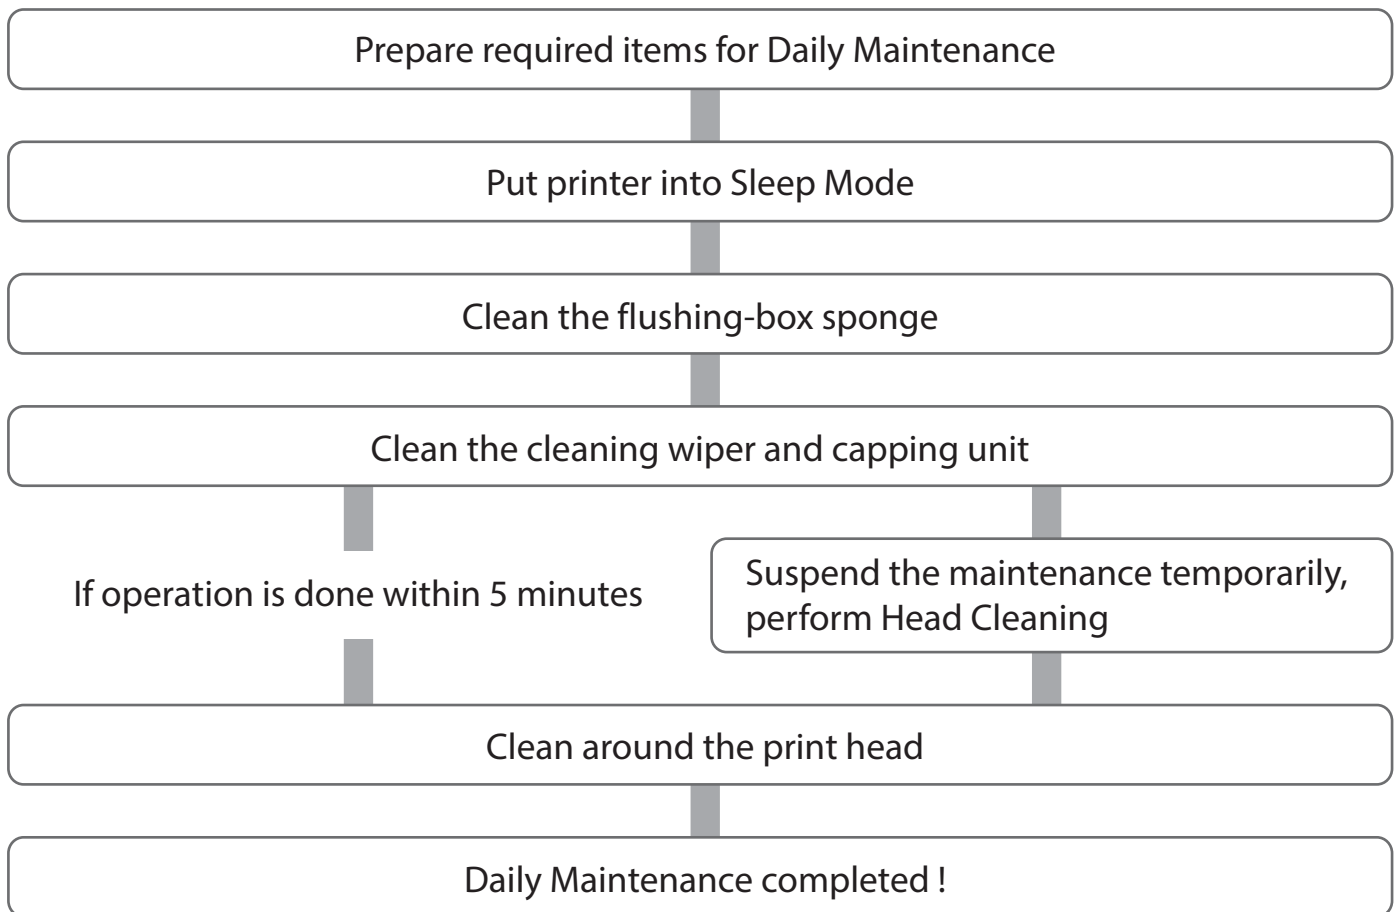 Prepare required items for Daily Maintenance
Put printer into Sleep Mode
Clean the flushing-box sponge
Clean the cleaning wiper and capping unit
If operation is done within 5 minutes
Suspend the maintenance temporarily,
perform Head Cleaning
Clean around the print head
Daily Maintenance completed !